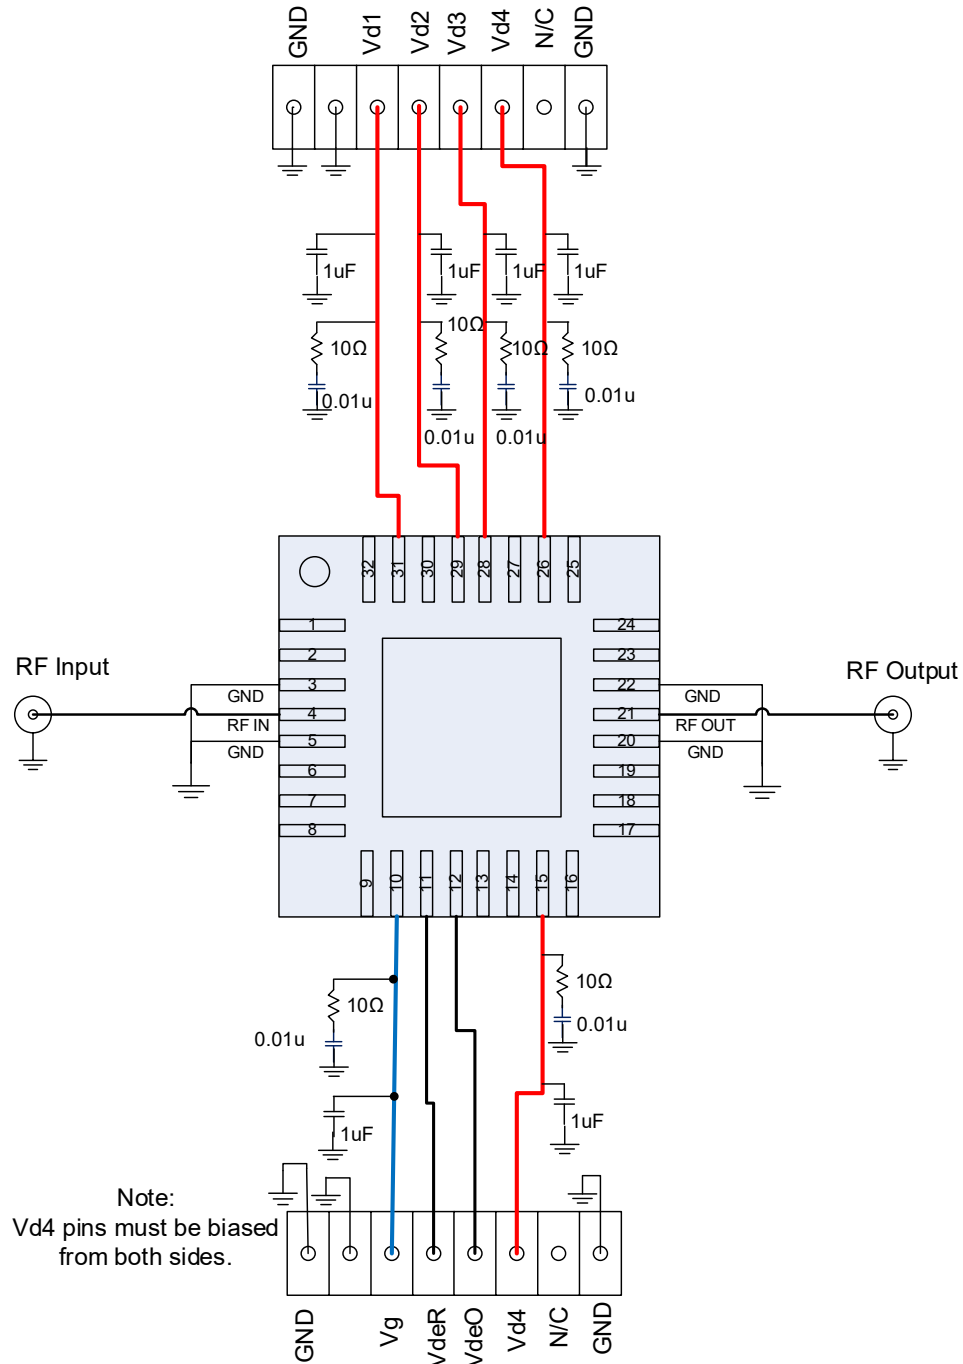 GND
Vd1
Vd2
Vd3
Vd4
N/C
GND
1uF
1uF
1uF
1uF
10Ω
10Ω
10Ω
10Ω
0.01u
0.01u
0.01u
0.01u
32
31
30
29
28
27
26
25
1
2
3
4
5
6
7
8
24
23
22
21
20
19
18
17
RF Input
GND
RF IN
GND
RF Output
GND
RF OUT
GND
9
10
11
12
13
14
15
16
10Ω
0.01u
1uF
10Ω
0.01u
1uF
Note:
Vd4 pins must be biased
from both sides.
GND
Vg
VdeR
VdeO
Vd4
N/C
GND